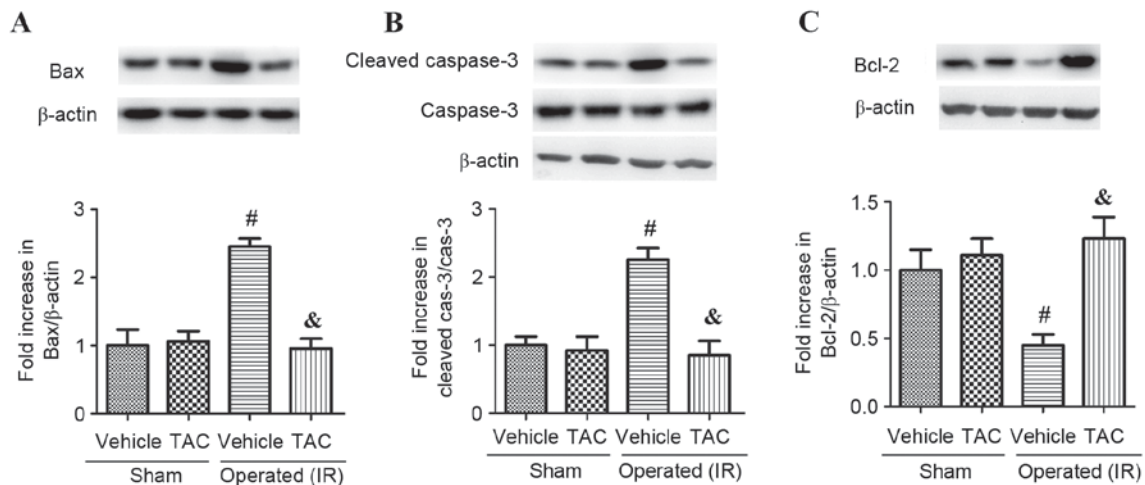 A
Bax
β-actin
Fold increase in
Bax/β-actin
3
2
1
0
#
&
Vehicle TAC Vehicle TAC
Sham Operated (IR)
B
Cleaved caspase-3
Caspase-3
β-actin
Fold increase in
cleaved cas-3/cas-3
3
2
1
0
#
&
Vehicle TAC Vehicle TAC
Sham Operated (IR)
C
Bcl-2
β-actin
Fold increase in
Bcl-2/β-actin
1.5
1.0
0.5
0.0
#
&
Vehicle TAC Vehicle TAC
Sham Operated (IR)